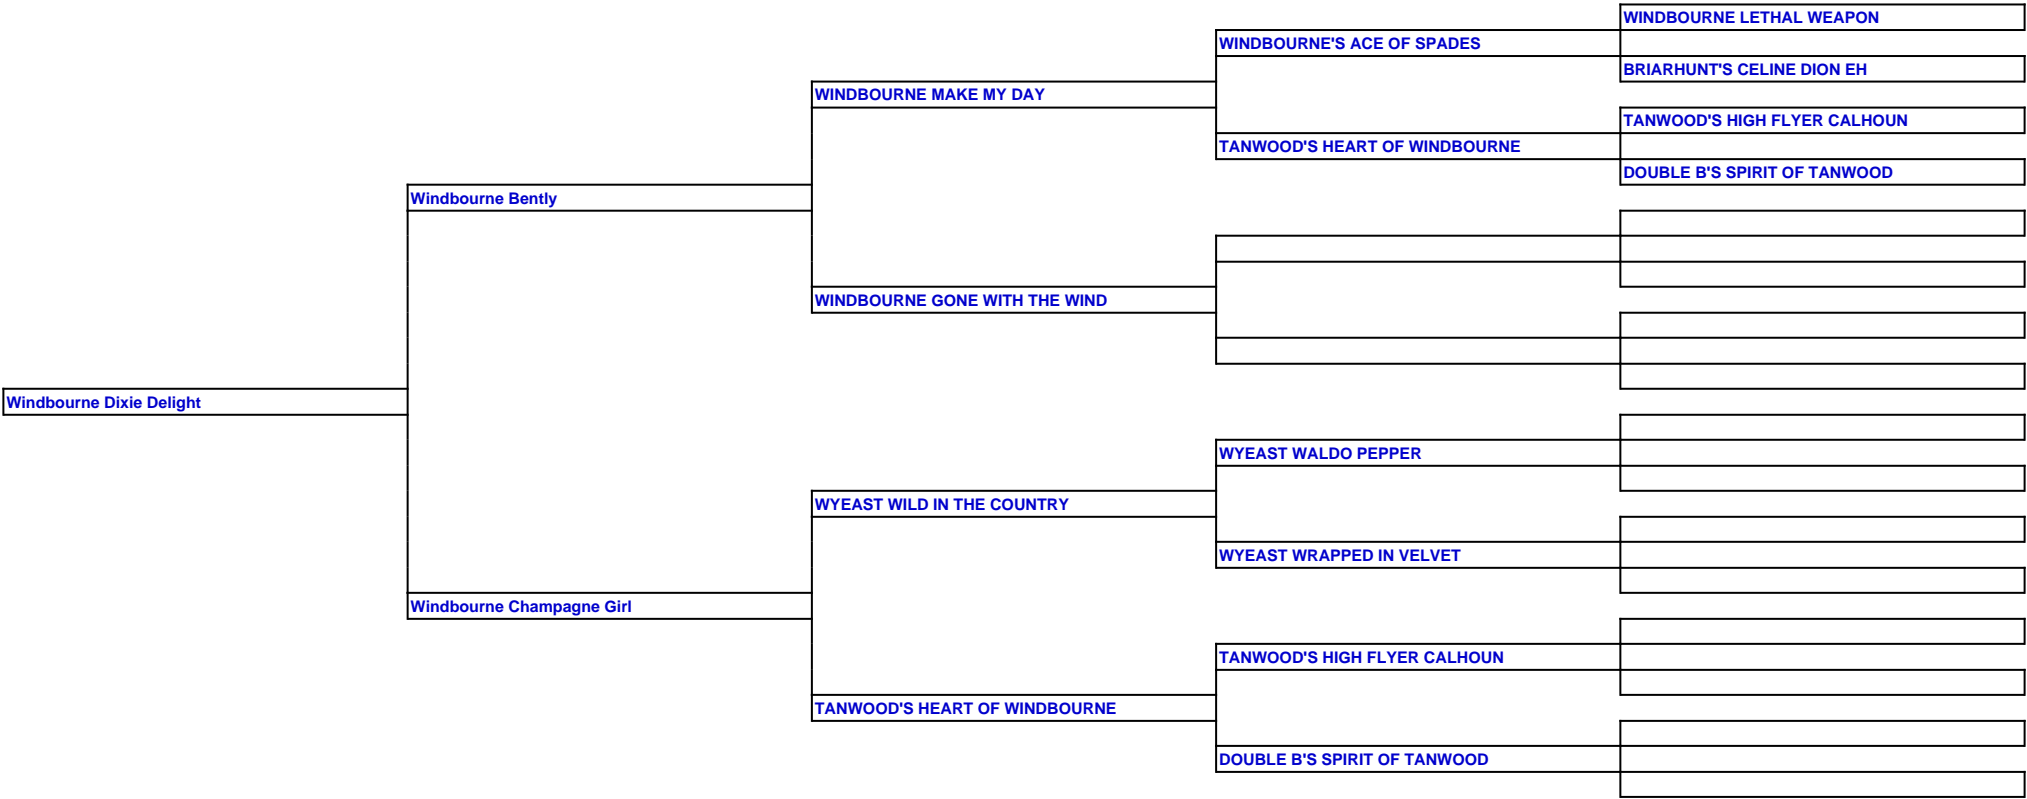 WINDBOURNE LETHAL WEAPON
WINDBOURNE'S ACE OF SPADES
BRIARHUNT'S CELINE DION EH
WINDBOURNE MAKE MY DAY
TANWOOD'S HIGH FLYER CALHOUN
TANWOOD'S HEART OF WINDBOURNE
DOUBLE B'S SPIRIT OF TANWOOD
Windbourne Bently
WINDBOURNE GONE WITH THE WIND
Windbourne Dixie Delight
WYEAST WALDO PEPPER
WYEAST WILD IN THE COUNTRY
WYEAST WRAPPED IN VELVET
Windbourne Champagne Girl
TANWOOD'S HIGH FLYER CALHOUN
TANWOOD'S HEART OF WINDBOURNE
DOUBLE B'S SPIRIT OF TANWOOD